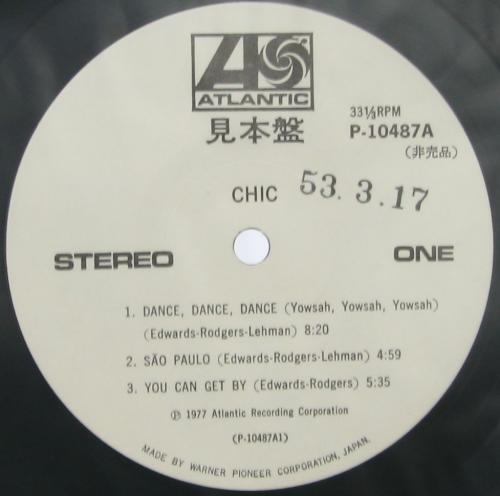 ATLANTIC
見本盤
33⅓RPM
P-10487A
(非売品)
CHIC
53.3.17
STEREO
ONE
1. DANCE, DANCE, DANCE (Yowsah, Yowsah, Yowsah)
(Edwards-Rodgers-Lehman) 8:20
2. SÃO PAULO (Edwards-Rodgers-Lehman) 4:59
3. YOU CAN GET BY (Edwards-Rodgers) 5:35
Ⓟ 1977 Atlantic Recording Corporation
(P-10487A1)
MADE BY WARNER PIONEER CORPORATION, JAPAN.